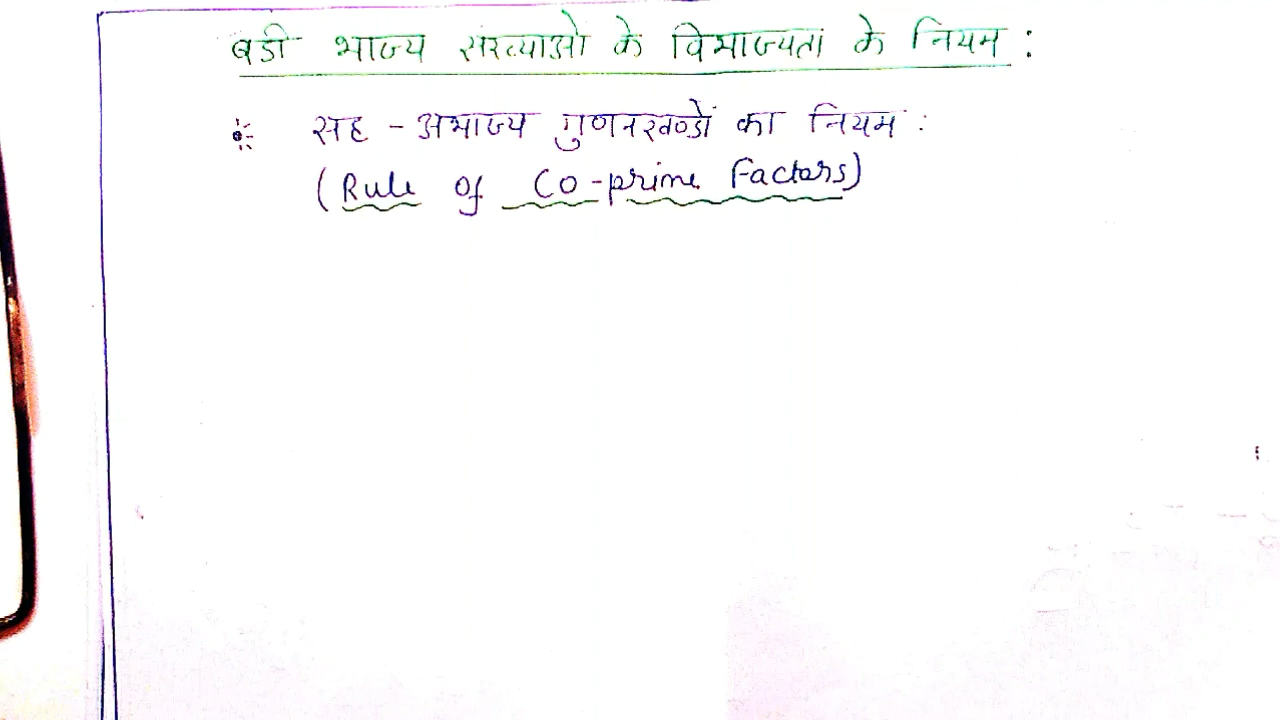 बडी भाज्य संख्याओ के विभाज्यता के नियम :
सह - अभाज्य गुणनखण्डों का नियम :
(Rule of Co-prime Factors)